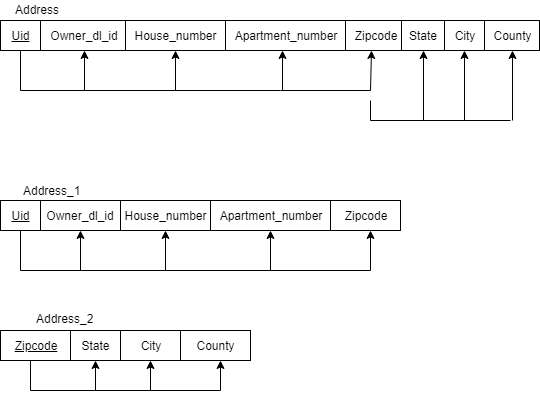 Address
Uid Owner_dl_id House_number Apartment_number Zipcode State City County
Address_1
Uid Owner_dl_id House_number Apartment_number Zipcode
Address_2
Zipcode State City County